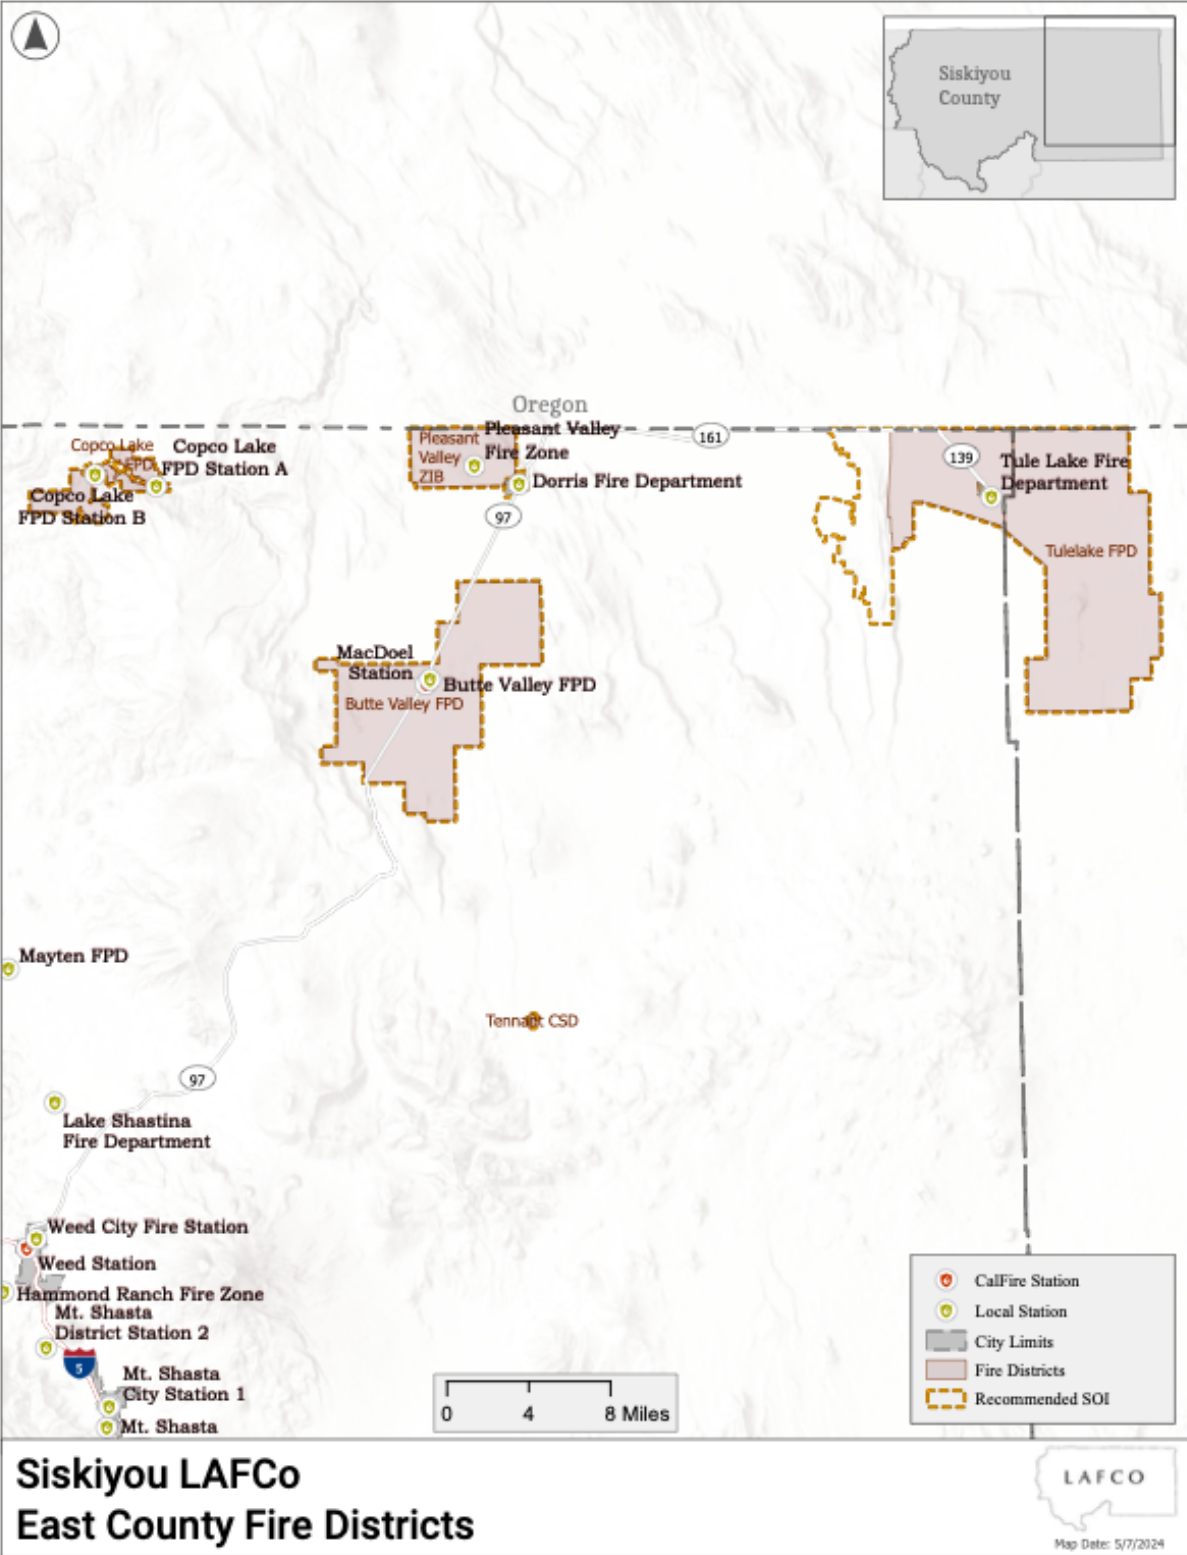 Siskiyou
County
Oregon
161
139
Copco Lake
FPD
Copco Lake
FPD Station A
Copco Lake
FPD Station B
Pleasant
Valley
ZIB
Pleasant Valley
Fire Zone
Dorris Fire Department
97
Tule Lake Fire
Department
Tulelake FPD
MacDoel
Station
Butte Valley FPD
Butte Valley FPD
Mayten FPD
Tennant CSD
97
Lake Shastina
Fire Department
Weed City Fire Station
Weed Station
Hammond Ranch Fire Zone
Mt. Shasta
District Station 2
5
Mt. Shasta
City Station 1
Mt. Shasta
0 4 8 Miles
CalFire Station
Local Station
City Limits
Fire Districts
Recommended SOI
Siskiyou LAFCo
East County Fire Districts
LAFCO
Map Date: 5/7/2024